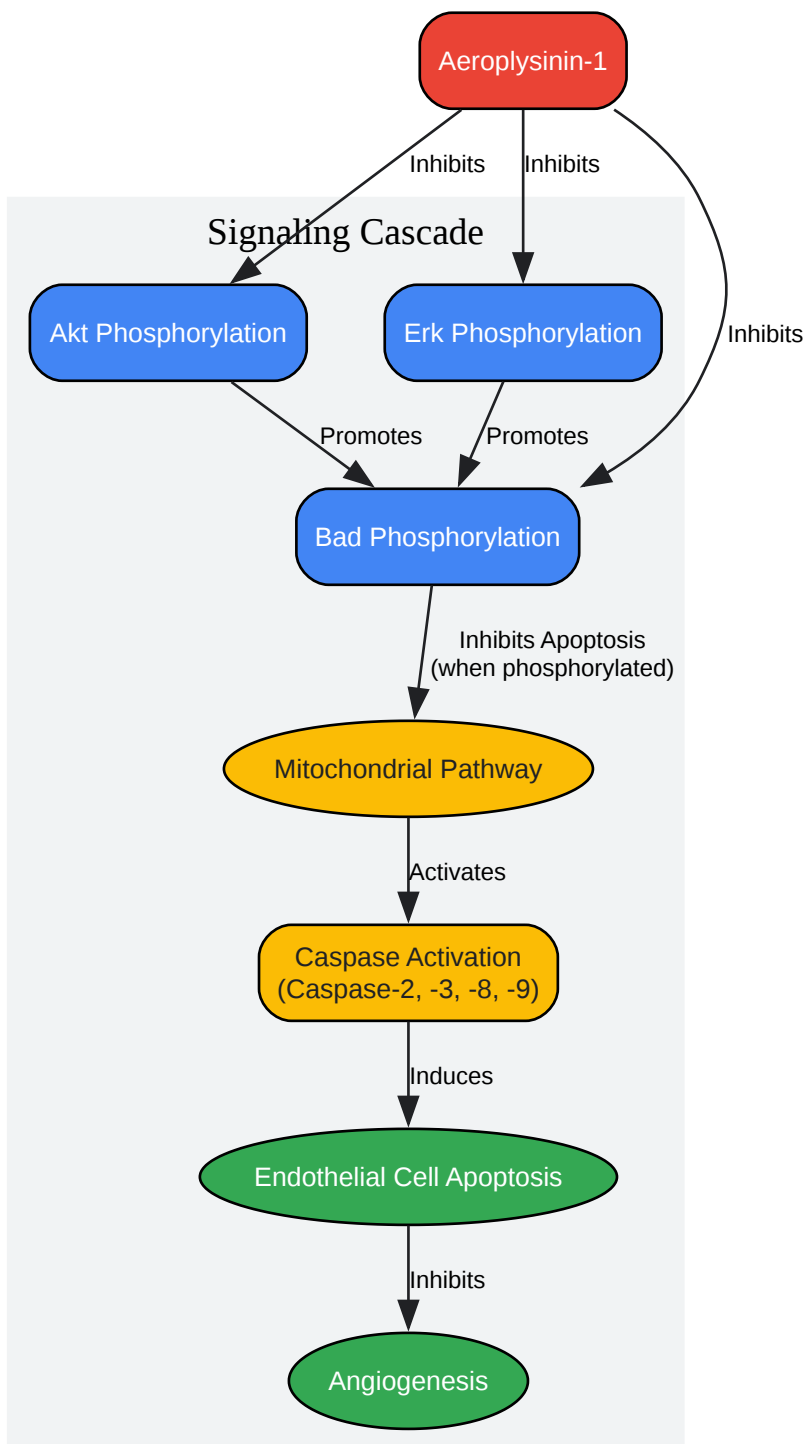 Aeroplysinin-1
Inhibits
Inhibits
Signaling Cascade
Akt Phosphorylation
Erk Phosphorylation
Inhibits
Promotes
Promotes
Bad Phosphorylation
Inhibits Apoptosis
(when phosphorylated)
Mitochondrial Pathway
Activates
Caspase Activation
(Caspase-2, -3, -8, -9)
Induces
Endothelial Cell Apoptosis
Inhibits
Angiogenesis